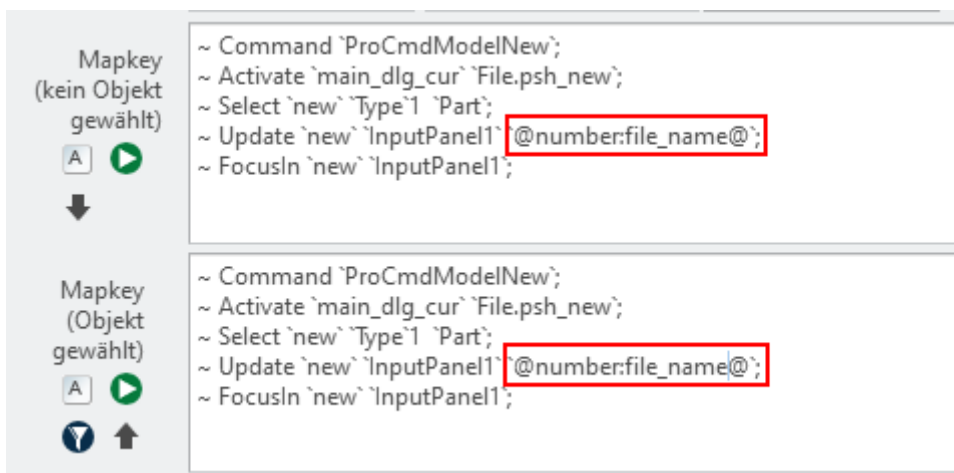 Mapkey
(kein Objekt
gewählt)
A
~ Command `ProCmdModelNew`;
~ Activate `main_dlg_cur` `File.psh_new`;
~ Select `new` `Type`1  `Part`;
~ Update `new` `InputPanel1` `@number:file_name@`;
~ FocusIn `new` `InputPanel1`;
Mapkey
(Objekt
gewählt)
A
~ Command `ProCmdModelNew`;
~ Activate `main_dlg_cur` `File.psh_new`;
~ Select `new` `Type`1  `Part`;
~ Update `new` `InputPanel1` `@number:file_name@`;
~ FocusIn `new` `InputPanel1`;